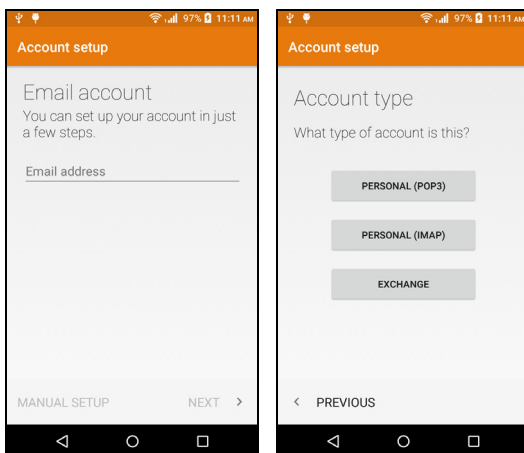 97% 11:11 AM
Account setup
Email account
You can set up your account in just
a few steps.
Email address
MANUAL SETUP NEXT
97% 11:11 AM
Account setup
Account type
What type of account is this?
PERSONAL (POP3)
PERSONAL (IMAP)
EXCHANGE
PREVIOUS